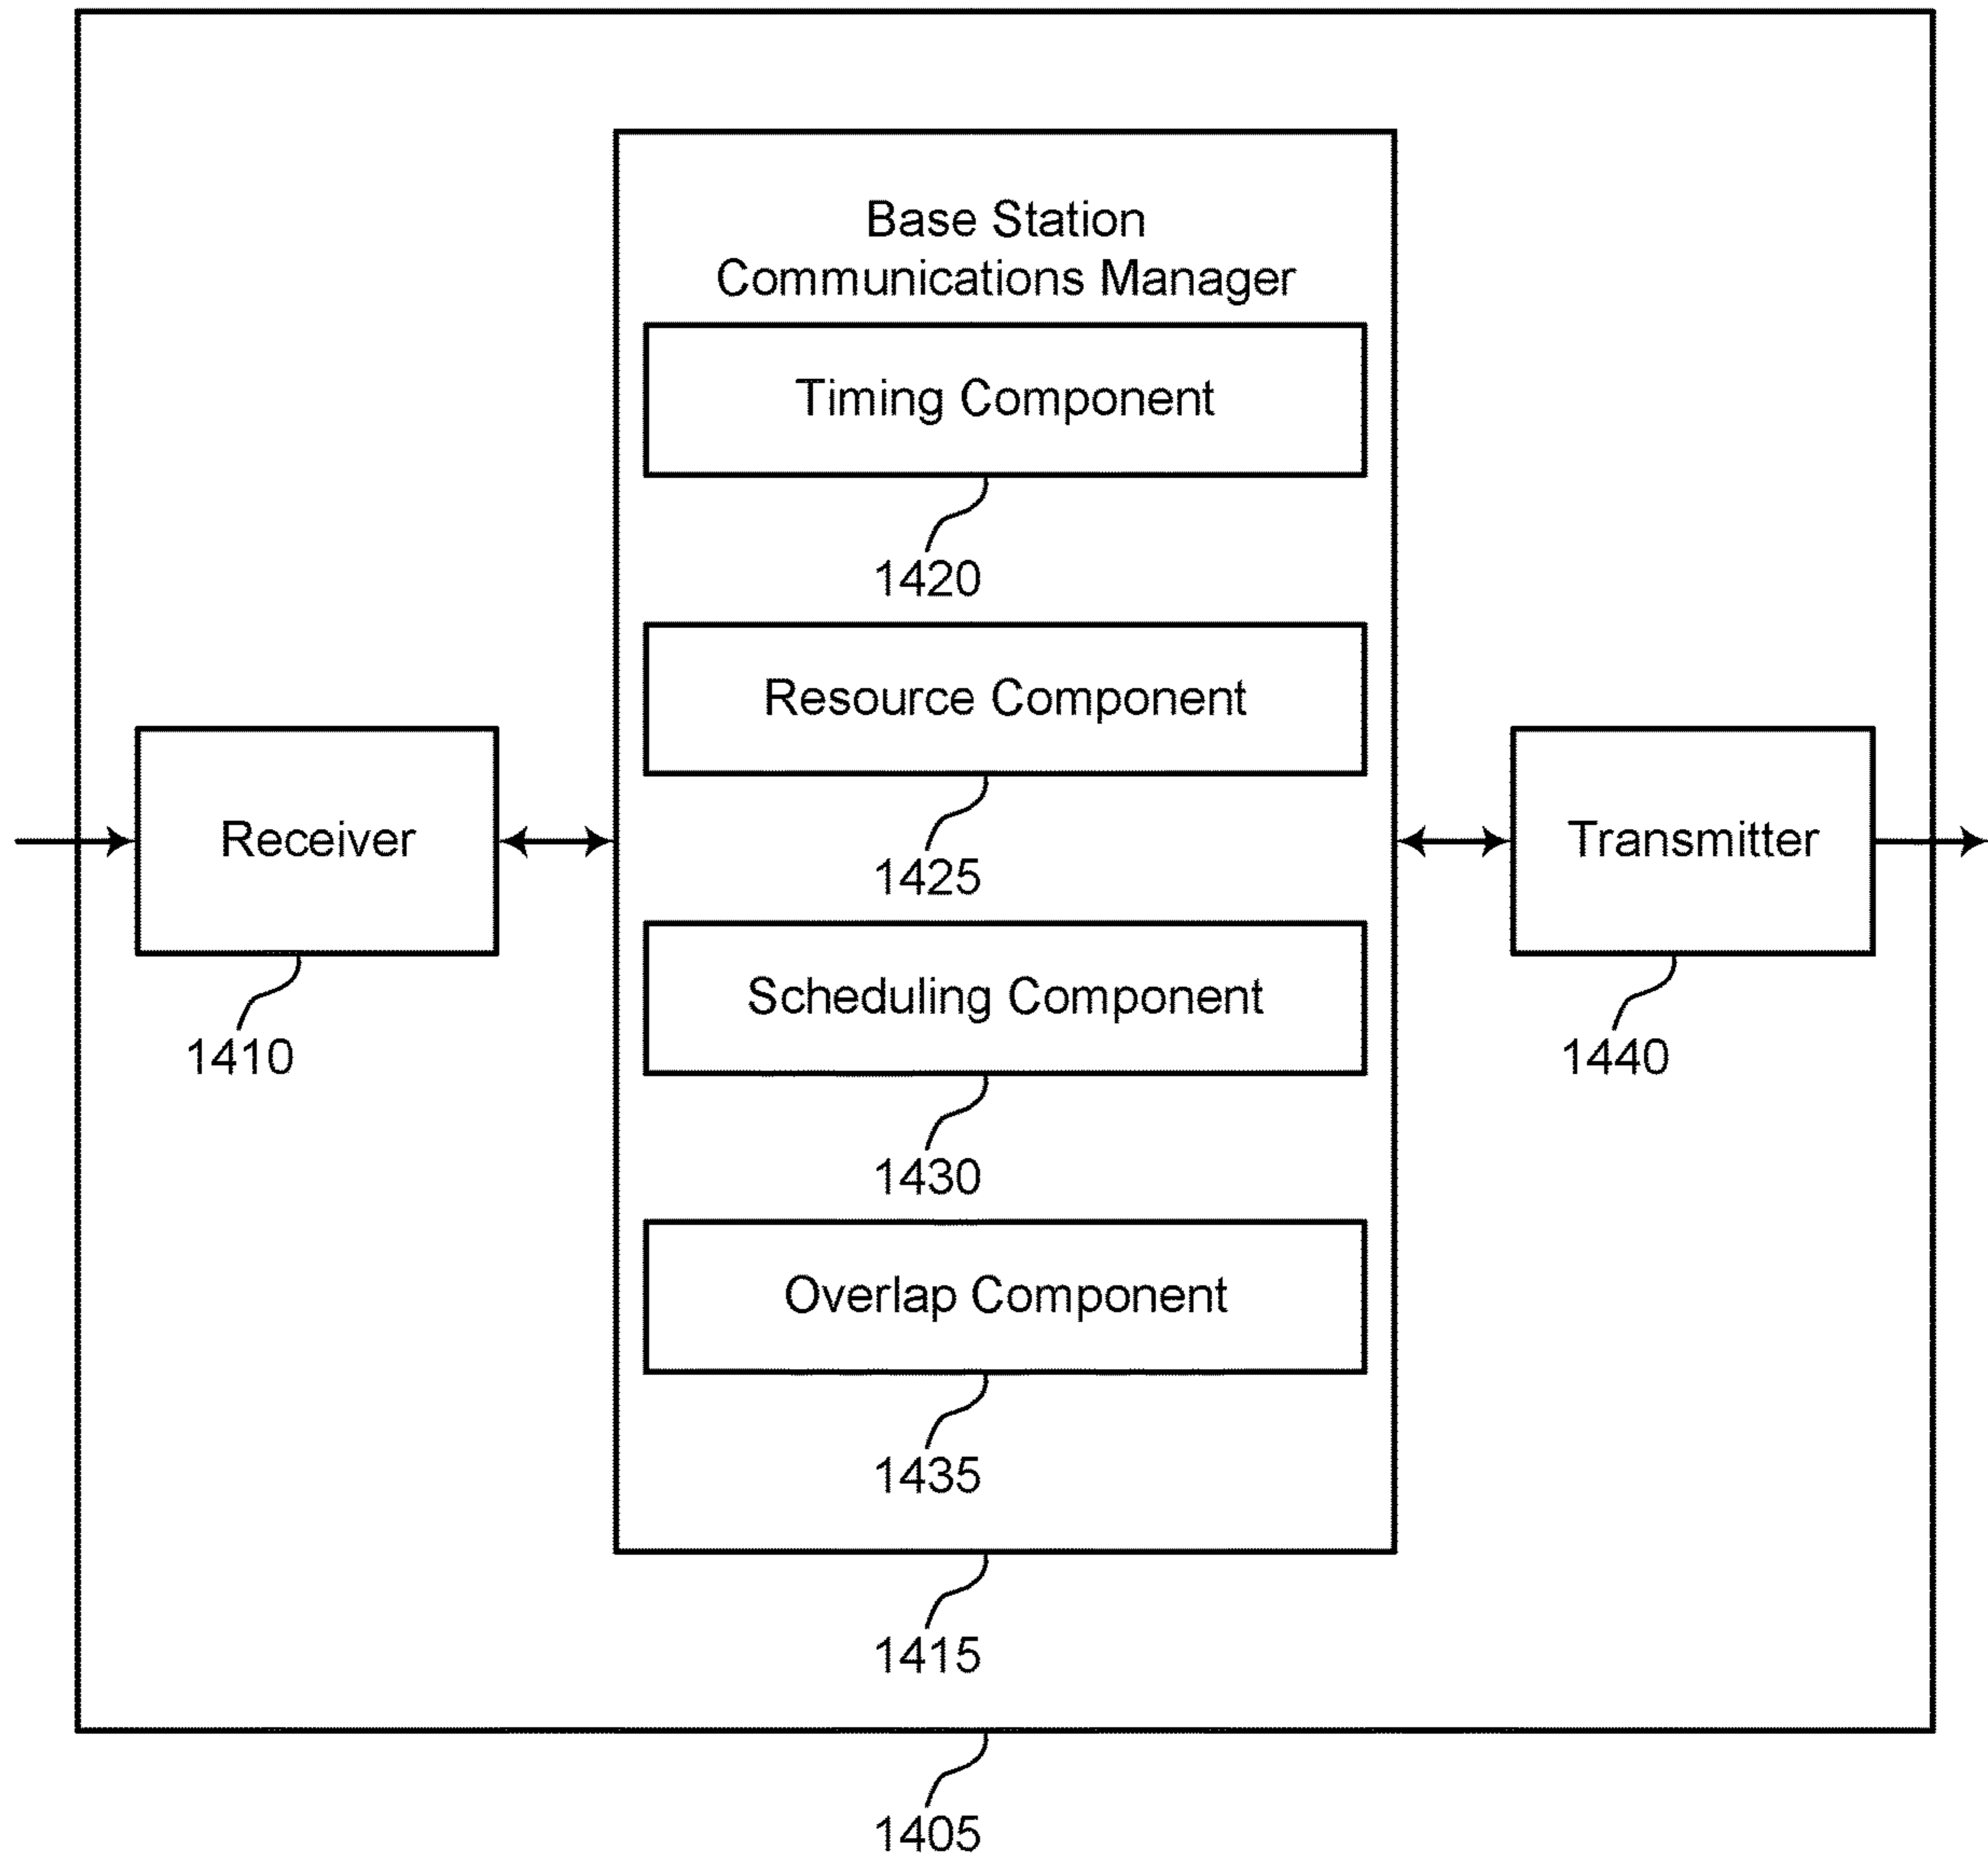 Base Station
Communications Manager
Timing Component
1420
Resource Component
1425
Receiver
1410
Transmitter
1440
Scheduling Component
1430
Overlap Component
1435
1415
1405